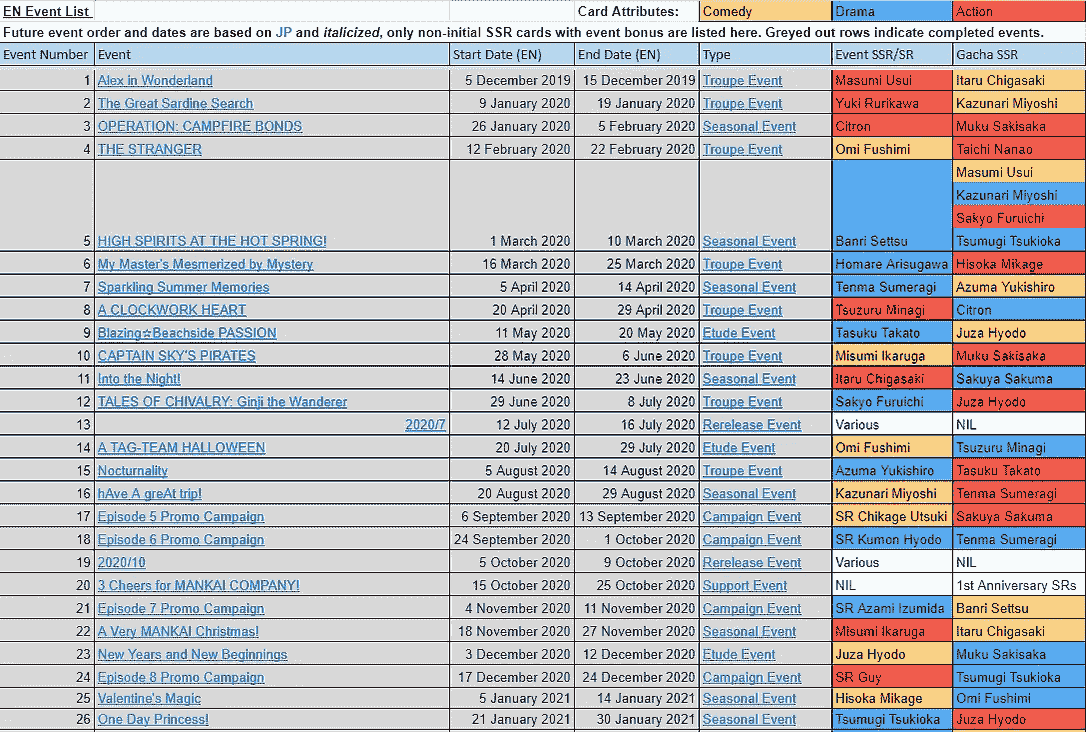 EN Event List Card Attributes: Comedy Drama Action
Future event order and dates are based on JP and italicized, only non-initial SSR cards with event bonus are listed here. Greyed out rows indicate completed events.
Event Number Event Start Date (EN) End Date (EN) Type Event SSR/SR Gacha SSR
1 Alex in Wonderland 5 December 2019 15 December 2019 Troupe Event Masumi Usui Itaru Chigasaki
2 The Great Sardine Search 9 January 2020 19 January 2020 Troupe Event Yuki Rurikawa Kazunari Miyoshi
3 OPERATION: CAMPFIRE BONDS 26 January 2020 5 February 2020 Seasonal Event Citron Muku Sakisaka
4 THE STRANGER 12 February 2020 22 February 2020 Troupe Event Omi Fushimi Taichi Nanao
Masumi Usui
Kazunari Miyoshi
Sakyo Furuichi
5 HIGH SPIRITS AT THE HOT SPRING! 1 March 2020 10 March 2020 Seasonal Event Banri Settsu Tsumugi Tsukioka
6 My Master's Mesmerized by Mystery 16 March 2020 25 March 2020 Troupe Event Homare Arisugawa Hisoka Mikage
7 Sparkling Summer Memories 5 April 2020 14 April 2020 Seasonal Event Tenma Sumeragi Azuma Yukishiro
8 A CLOCKWORK HEART 20 April 2020 29 April 2020 Troupe Event Tsuzuru Minagi Citron
9 Blazing☆Beachside PASSION 11 May 2020 20 May 2020 Etude Event Tasuku Takato Juza Hyodo
10 CAPTAIN SKY'S PIRATES 28 May 2020 6 June 2020 Troupe Event Misumi Ikaruga Muku Sakisaka
11 Into the Night! 14 June 2020 23 June 2020 Seasonal Event Itaru Chigasaki Sakuya Sakuma
12 TALES OF CHIVALRY: Ginji the Wanderer 29 June 2020 8 July 2020 Troupe Event Sakyo Furuichi Juza Hyodo
13 2020/7 12 July 2020 16 July 2020 Rerelease Event Various NIL
14 A TAG-TEAM HALLOWEEN 20 July 2020 29 July 2020 Etude Event Omi Fushimi Tsuzuru Minagi
15 Nocturnality 5 August 2020 14 August 2020 Troupe Event Azuma Yukishiro Tasuku Takato
16 hAve A greAt trip! 20 August 2020 29 August 2020 Seasonal Event Kazunari Miyoshi Tenma Sumeragi
17 Episode 5 Promo Campaign 6 September 2020 13 September 2020 Campaign Event SR Chikage Utsuki Sakuya Sakuma
18 Episode 6 Promo Campaign 24 September 2020 1 October 2020 Campaign Event SR Kumon Hyodo Tenma Sumeragi
19 2020/10 5 October 2020 9 October 2020 Rerelease Event Various NIL
20 3 Cheers for MANKAI COMPANY! 15 October 2020 25 October 2020 Support Event NIL 1st Anniversary SRs
21 Episode 7 Promo Campaign 4 November 2020 11 November 2020 Campaign Event SR Azami Izumida Banri Settsu
22 A Very MANKAI Christmas! 18 November 2020 27 November 2020 Seasonal Event Misumi Ikaruga Itaru Chigasaki
23 New Years and New Beginnings 3 December 2020 12 December 2020 Etude Event Juza Hyodo Muku Sakisaka
24 Episode 8 Promo Campaign 17 December 2020 24 December 2020 Campaign Event SR Guy Tsumugi Tsukioka
25 Valentine's Magic 5 January 2021 14 January 2021 Seasonal Event Hisoka Mikage Omi Fushimi
26 One Day Princess! 21 January 2021 30 January 2021 Seasonal Event Tsumugi Tsukioka Juza Hyodo